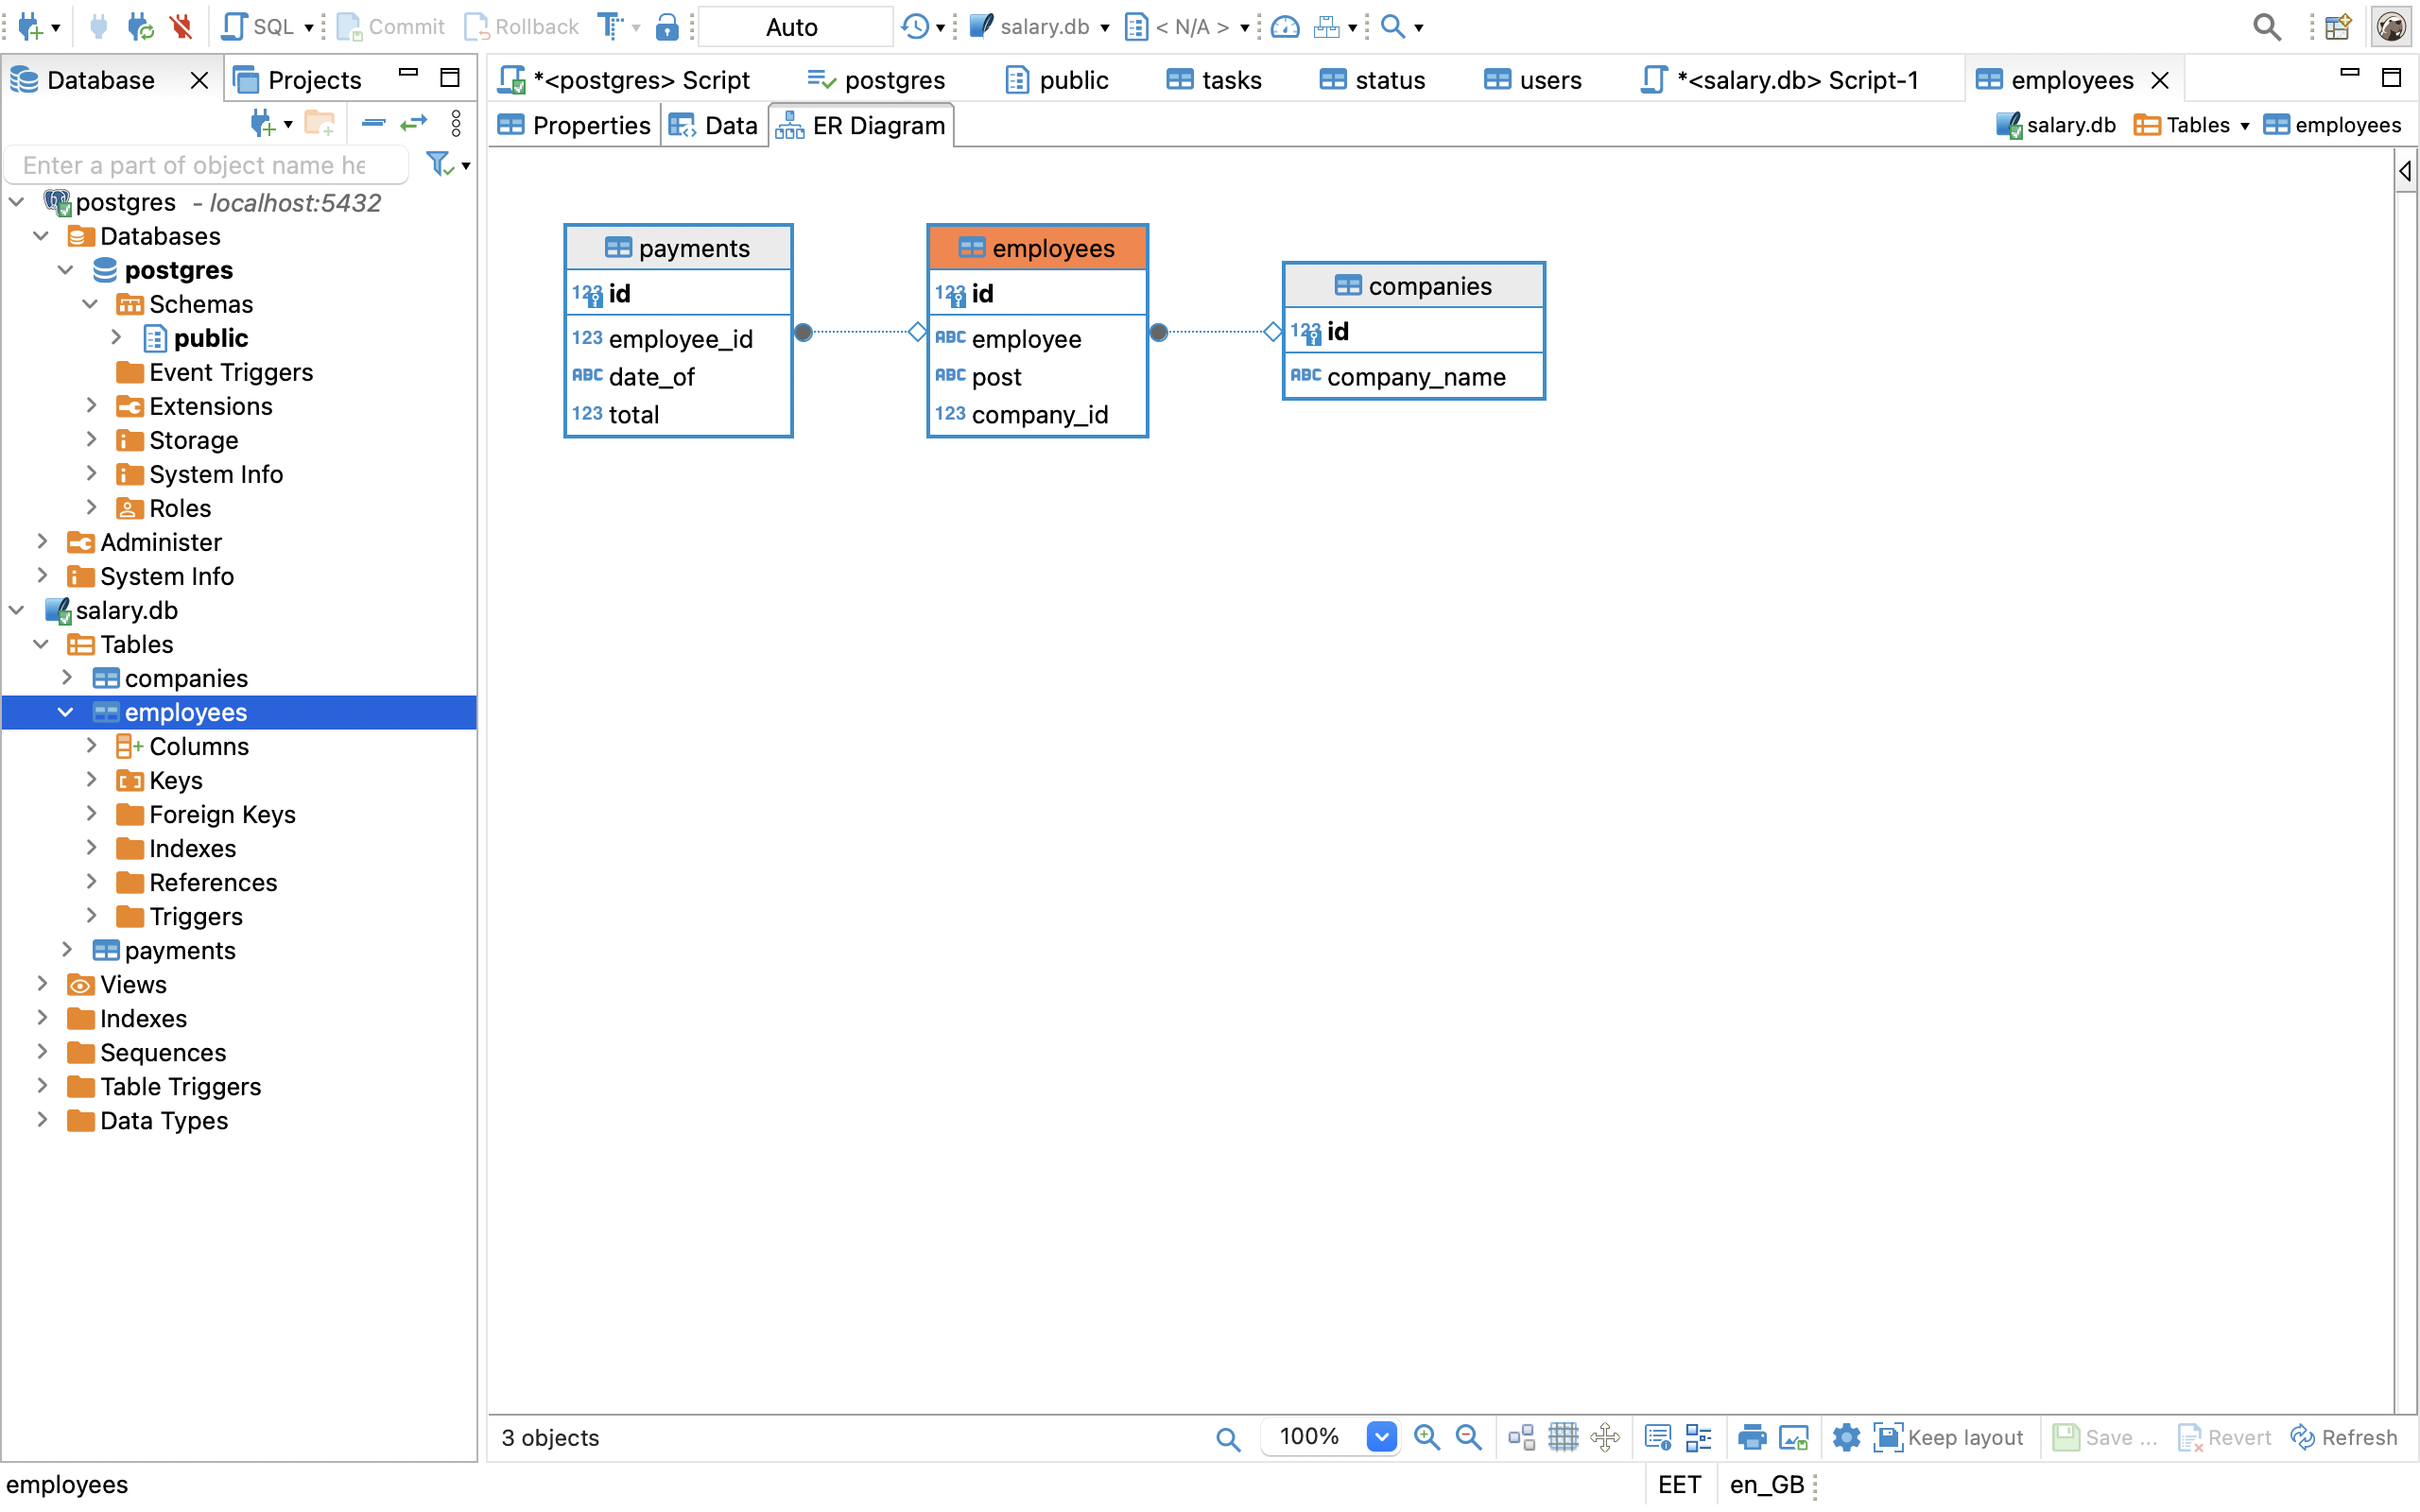 SQL Commit Rollback Auto salary.db < N/A >
Database Projects
*<postgres> Script postgres public tasks status users *<salary.db> Script-1 employees
Properties Data ER Diagram salary.db Tables employees
Enter a part of object name he
postgres - localhost:5432
Databases
postgres
Schemas
public
Event Triggers
Extensions
Storage
System Info
Roles
Administer
System Info
salary.db
Tables
companies
employees
Columns
Keys
Foreign Keys
Indexes
References
Triggers
payments
Views
Indexes
Sequences
Table Triggers
Data Types
payments
123 id
123 employee_id
ABC date_of
123 total
employees
123 id
ABC employee
ABC post
123 company_id
companies
123 id
ABC company_name
3 objects 100% Keep layout Save ... Revert Refresh
employees EET en_GB